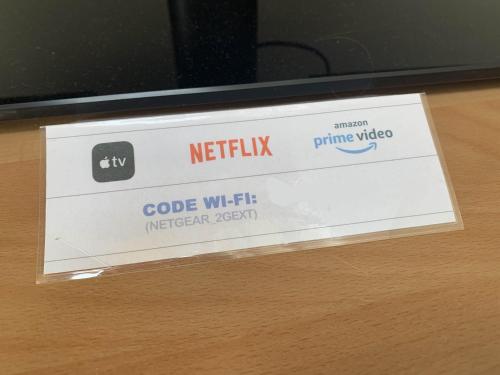 tv
NETFLIX
amazon
prime video
CODE WI-FI:
(NETGEAR_2GEXT)